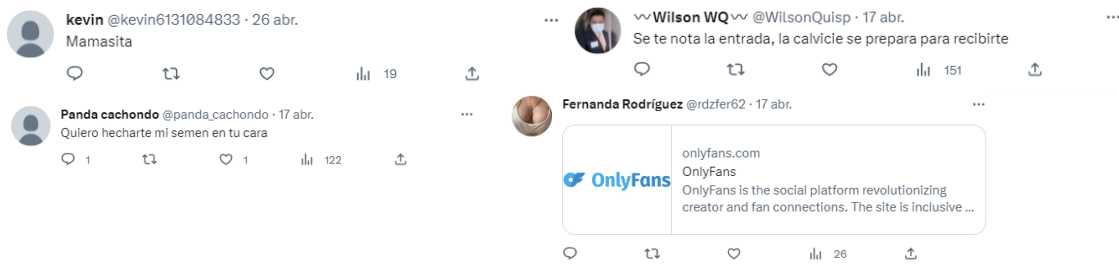 kevin @kevin6131084833 · 26 abr.
Mamasita
19
Panda cachondo @panda_cachondo · 17 abr.
Quiero hecharte mi semen en tu cara
1 1 122
〰Wilson WQ〰 @WilsonQuisp · 17 abr.
Se te nota la entrada, la calvicie se prepara para recibirte
151
Fernanda Rodríguez @rdzfer62 · 17 abr.
OnlyFans
onlyfans.com
OnlyFans
OnlyFans is the social platform revolutionizing
creator and fan connections. The site is inclusive ...
26